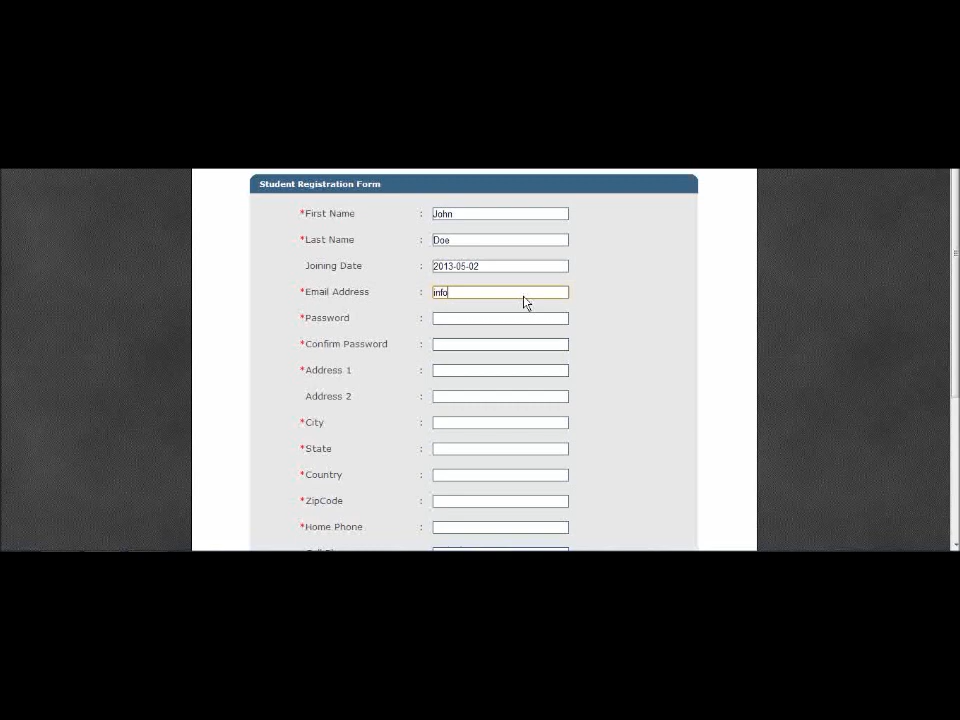 Student Registration Form
*First Name : John
*Last Name : Doe
Joining Date : 2013-05-02
*Email Address : info
*Password :
*Confirm Password :
*Address 1 :
Address 2 :
*City :
*State :
*Country :
*ZipCode :
*Home Phone :